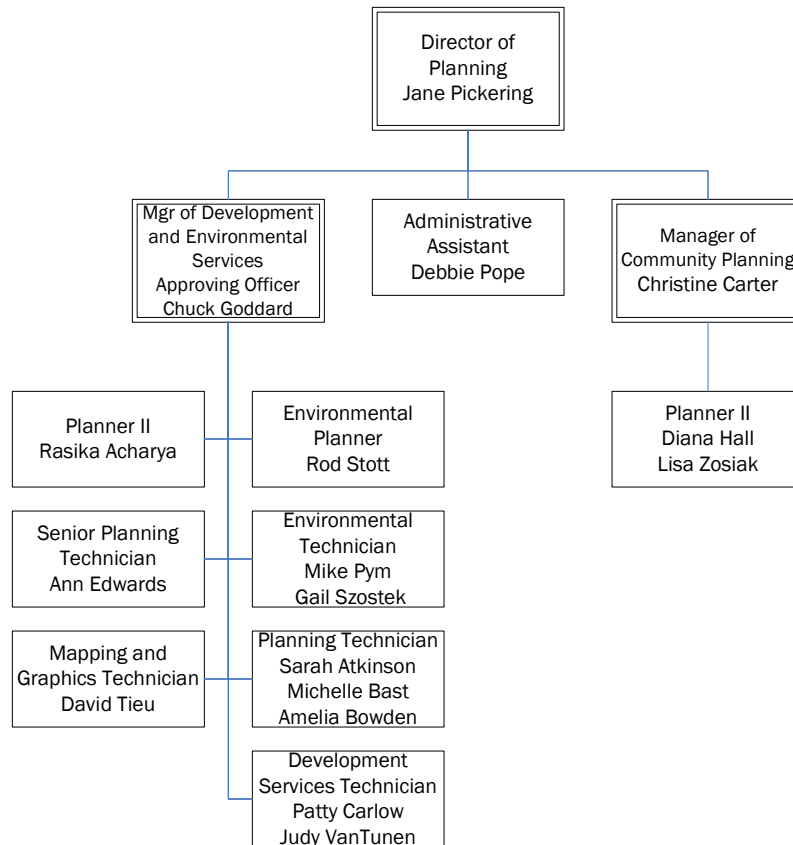 Director of
Planning
Jane Pickering
Mgr of Development
and Environmental
Services
Approving Officer
Chuck Goddard
Administrative
Assistant
Debbie Pope
Manager of
Community Planning
Christine Carter
Planner II
Rasika Acharya
Environmental
Planner
Rod Stott
Planner II
Diana Hall
Lisa Zosiak
Senior Planning
Technician
Ann Edwards
Environmental
Technician
Mike Pym
Gail Szostek
Mapping and
Graphics Technician
David Tieu
Planning Technician
Sarah Atkinson
Michelle Bast
Amelia Bowden
Development
Services Technician
Patty Carlow
Judy VanTunen